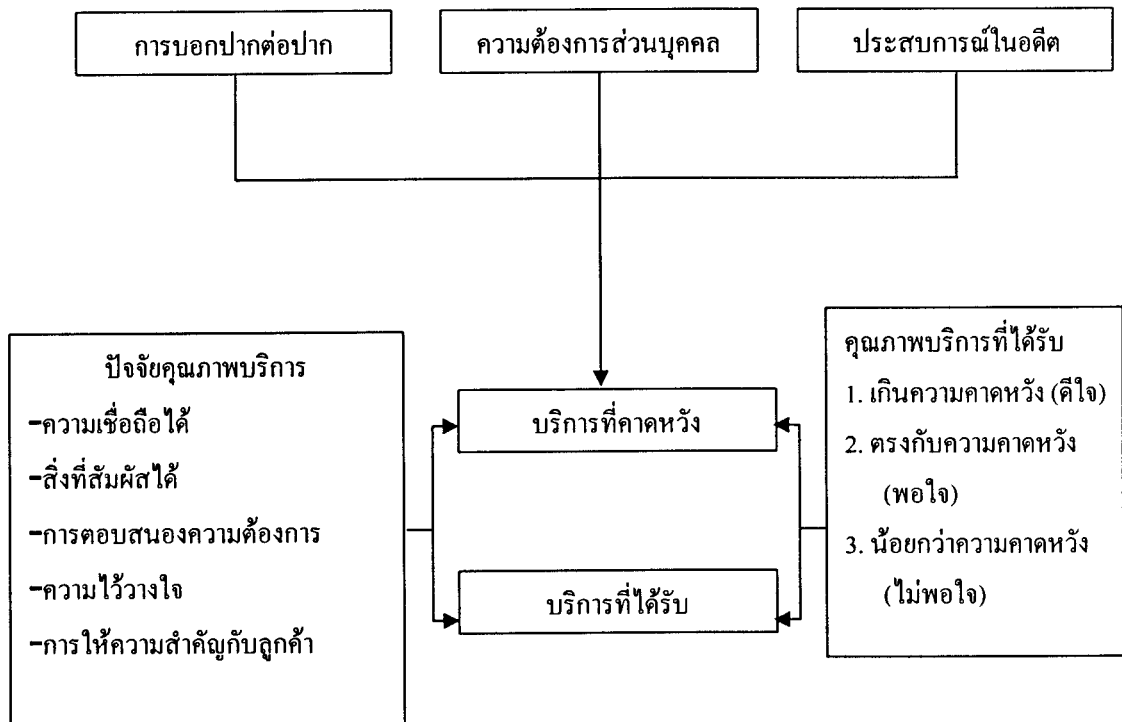 การบอกปากต่อปาก
ความต้องการส่วนบุคคล
ประสบการณ์ในอดีต
ปัจจัยคุณภาพบริการ
-ความเชื่อถือได้
-สิ่งที่สัมผัสได้
-การตอบสนองความต้องการ
-ความไว้วางใจ
-การให้ความสำคัญกับลูกค้า
บริการที่คาดหวัง
บริการที่ได้รับ
คุณภาพบริการที่ได้รับ
1. เกินความคาดหวัง (ดีใจ)
2. ตรงกับความคาดหวัง
(พอใจ)
3. น้อยกว่าความคาดหวัง
(ไม่พอใจ)